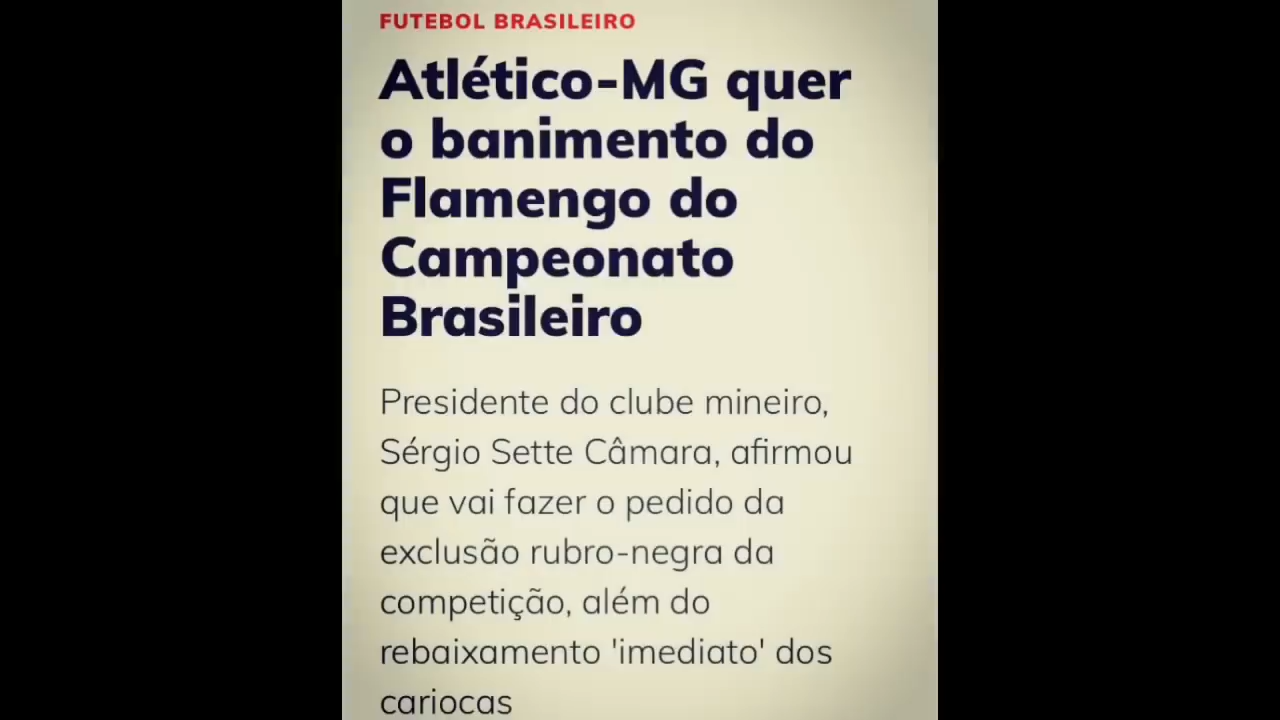 FUTEBOL BRASILEIRO
Atlético-MG quer
o banimento do
Flamengo do
Campeonato
Brasileiro
Presidente do clube mineiro,
Sérgio Sette Câmara, afirmou
que vai fazer o pedido da
exclusão rubro-negra da
competição, além do
rebaixamento 'imediato' dos
cariocas